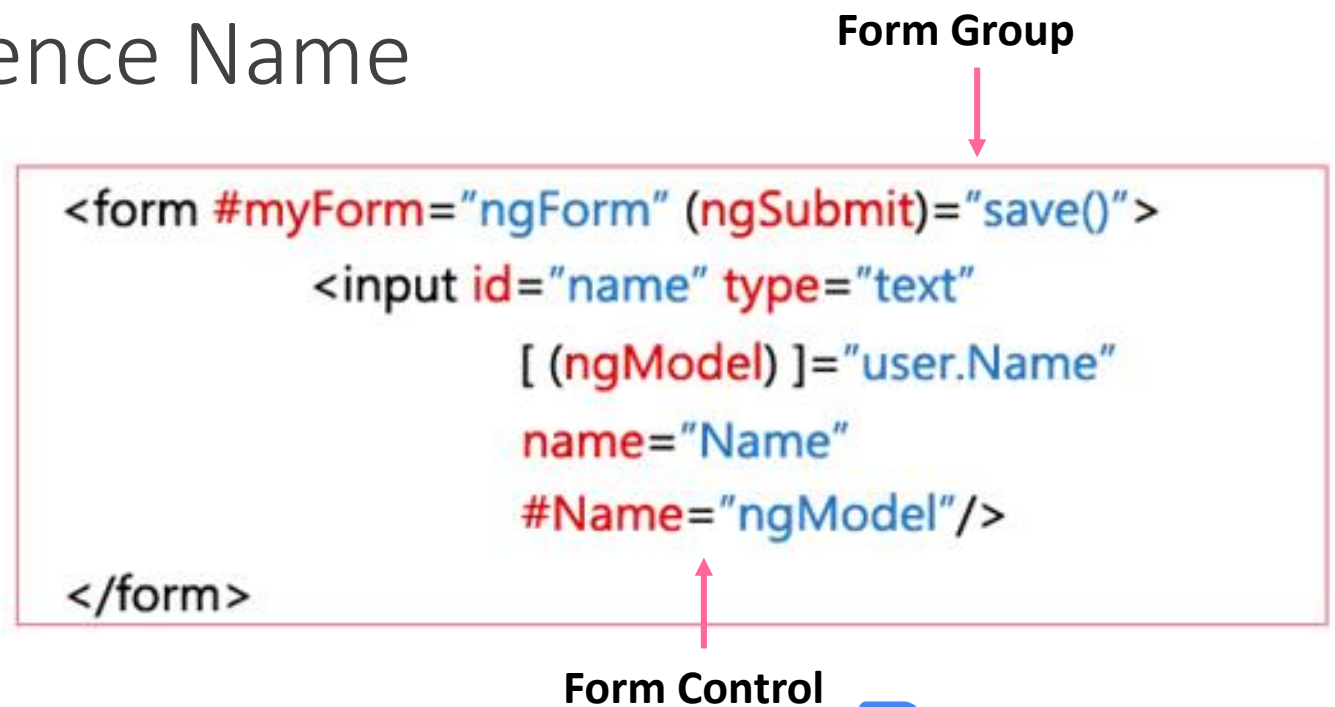 ence Name
Form Group
<form #myForm="ngForm" (ngSubmit)="save()">
<input id="name" type="text"
[ (ngModel) ]="user.Name"
name="Name"
#Name="ngModel"/>
</form>
Form Control